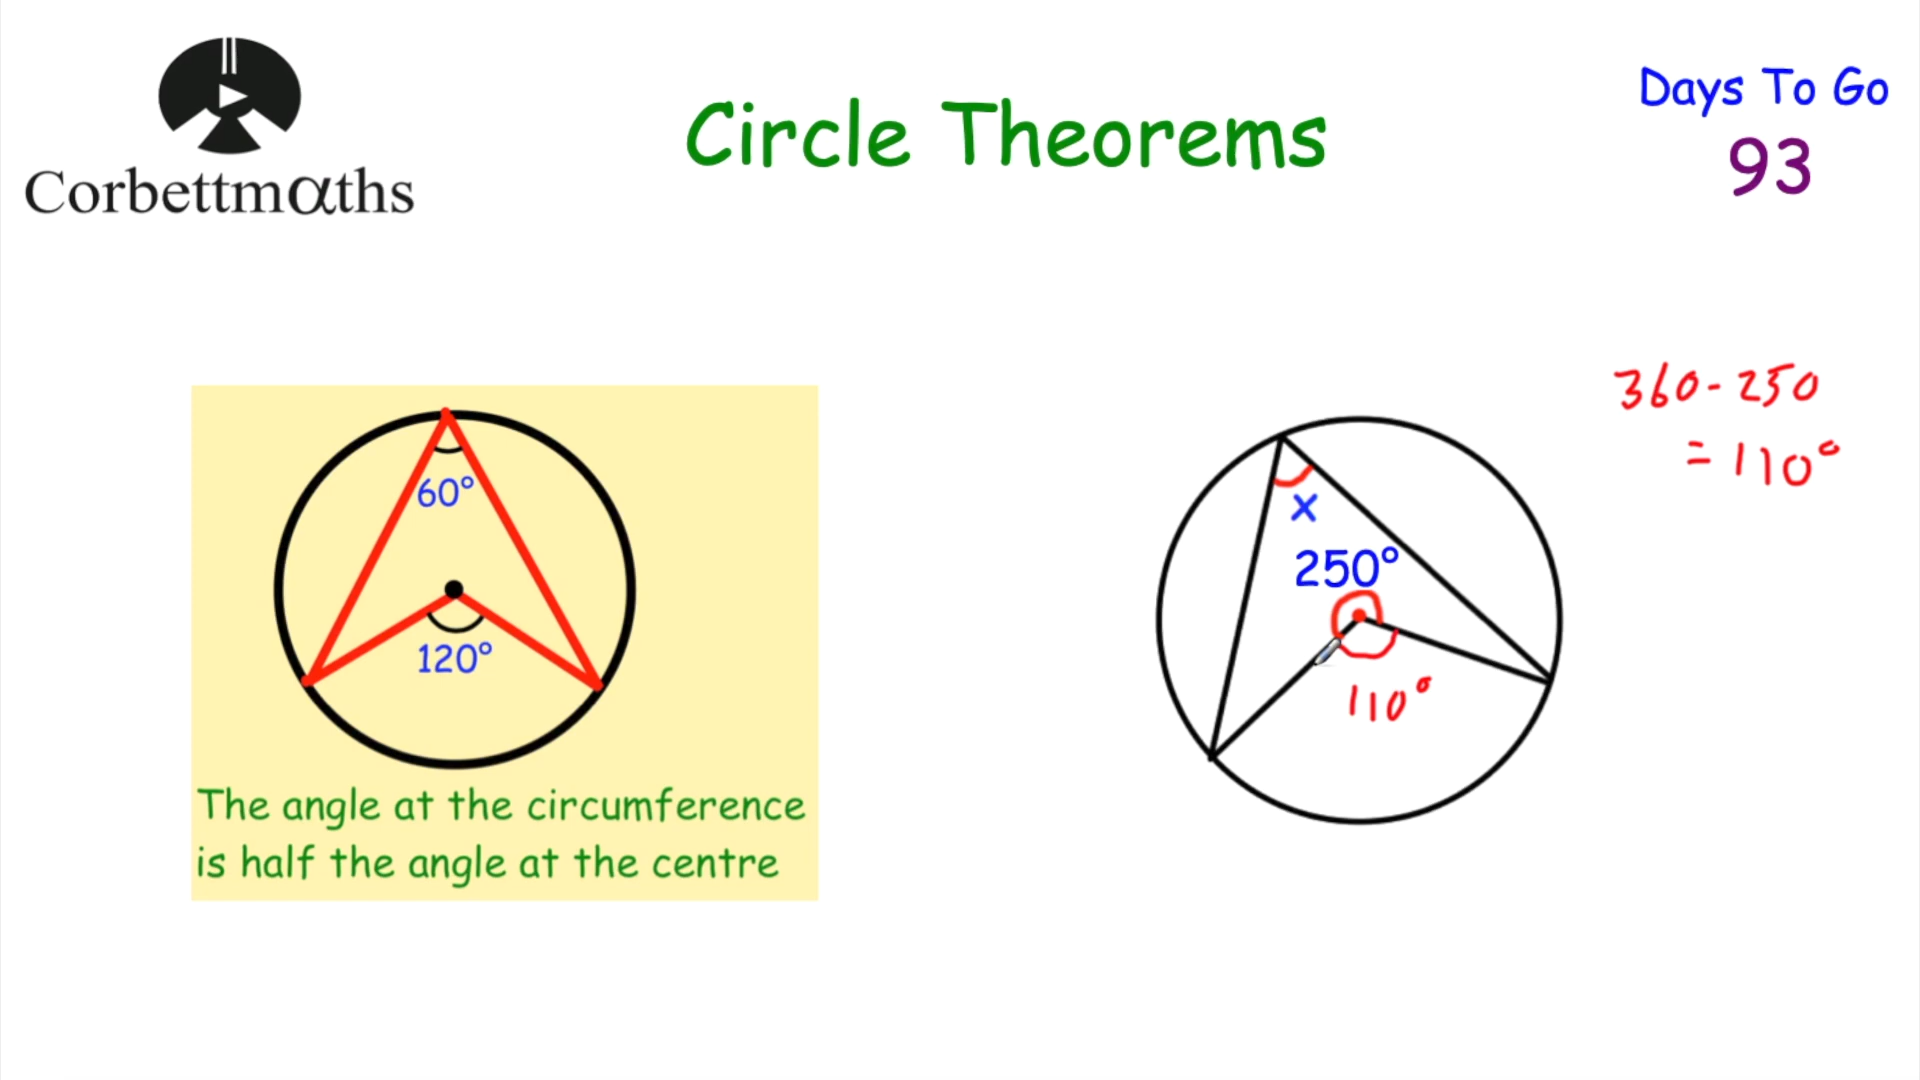 Corbettmαths
Circle Theorems
Days To Go
93
60°
120°
The angle at the circumference
is half the angle at the centre
x
250°
110°
360-250
=110°